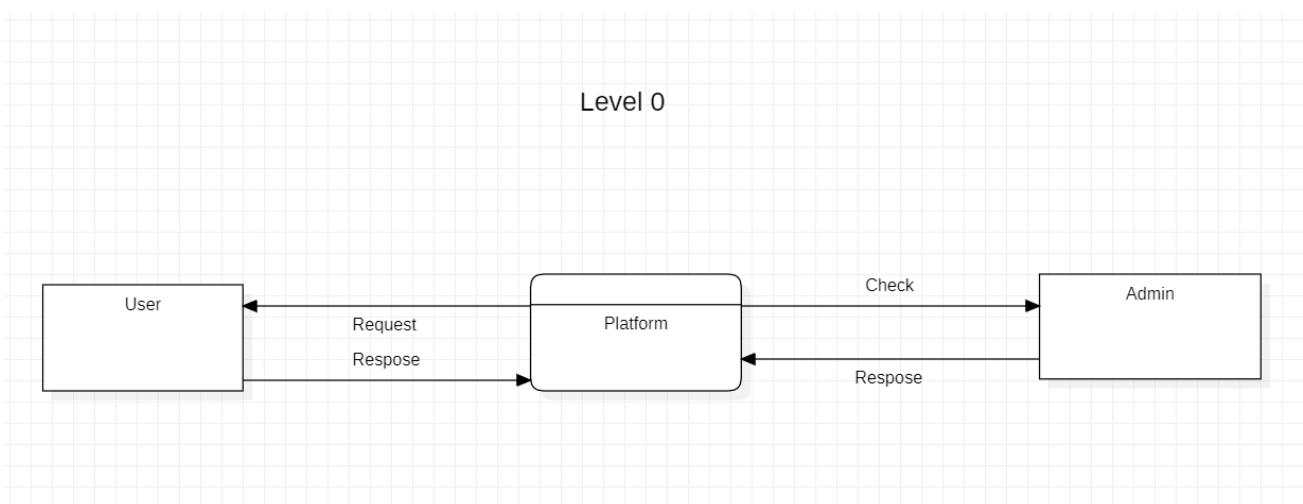 Level 0
User
Request
Respose
Platform
Check
Respose
Admin